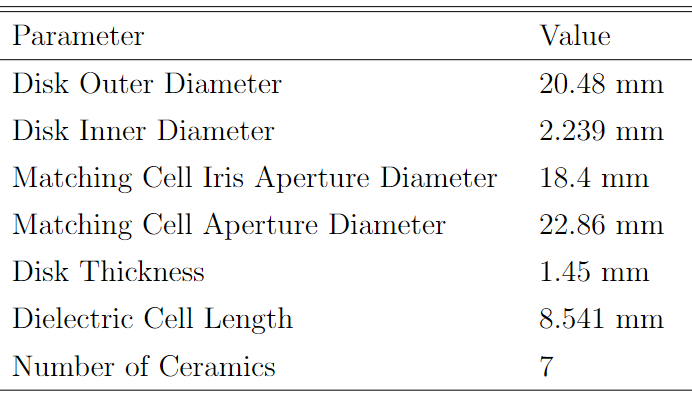 Parameter Value
Disk Outer Diameter 20.48 mm
Disk Inner Diameter 2.239 mm
Matching Cell Iris Aperture Diameter 18.4 mm
Matching Cell Aperture Diameter 22.86 mm
Disk Thickness 1.45 mm
Dielectric Cell Length 8.541 mm
Number of Ceramics 7